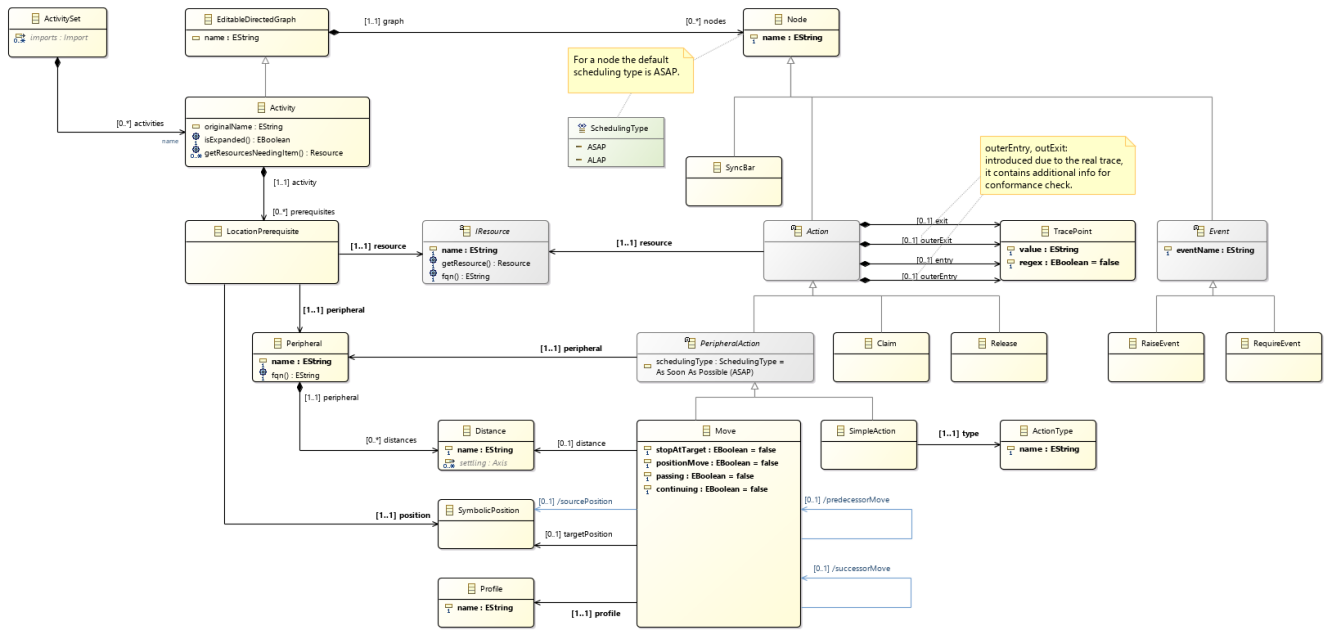 ActivitySet
imports : Import
EditableDirectedGraph
name : EString
[1..1] graph
[0..*] nodes
Node
name : EString
For a node the default
scheduling type is ASAP.
SchedulingType
ASAP
ALAP
[0..*] activities
name
Activity
originalName : EString
isExpanded() : EBoolean
getResourcesNeedingItem() : Resource
[1..1] activity
[0..*] prerequisites
SyncBar
outerEntry, outExit:
introduced due to the real trace,
it contains additional info for
conformance check.
LocationPrerequisite
[1..1] resource
IResource
name : EString
getResource() : Resource
fqn() : EString
[1..1] resource
Action
[0..1] exit
[0..1] outerExit
[0..1] entry
[0..1] outerEntry
TracePoint
value : EString
regex : EBoolean = false
Event
eventName : EString
[1..1] peripheral
Peripheral
name : EString
fqn() : EString
[1..1] peripheral
PeripheralAction
schedulingType : SchedulingType =
As Soon As Possible (ASAP)
Claim
Release
RaiseEvent
RequireEvent
[1..1] peripheral
[0..*] distances
Distance
name : EString
settling : Axis
[0..1] distance
Move
stopAtTarget : EBoolean = false
positionMove : EBoolean = false
passing : EBoolean = false
continuing : EBoolean = false
SimpleAction
[1..1] type
ActionType
name : EString
[1..1] position
SymbolicPosition
[0..1] /sourcePosition
[0..1] targetPosition
[0..1] /predecessorMove
[0..1] /successorMove
Profile
name : EString
[1..1] profile